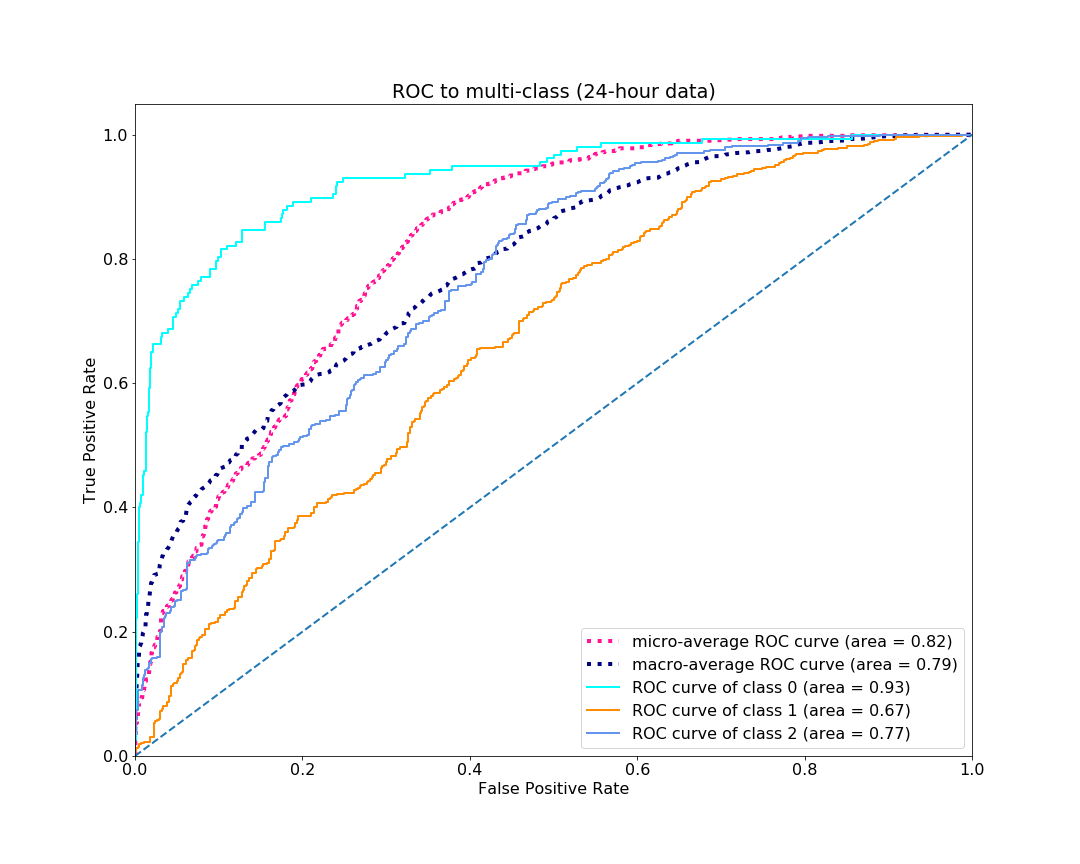 ROC to multi-class (24-hour data)
True Positive Rate
1.0
0.8
0.6
0.4
0.2
0.0
micro-average ROC curve (area = 0.82)
macro-average ROC curve (area = 0.79)
ROC curve of class 0 (area = 0.93)
ROC curve of class 1 (area = 0.67)
ROC curve of class 2 (area = 0.77)
0.0 0.2 0.4 0.6 0.8 1.0
False Positive Rate